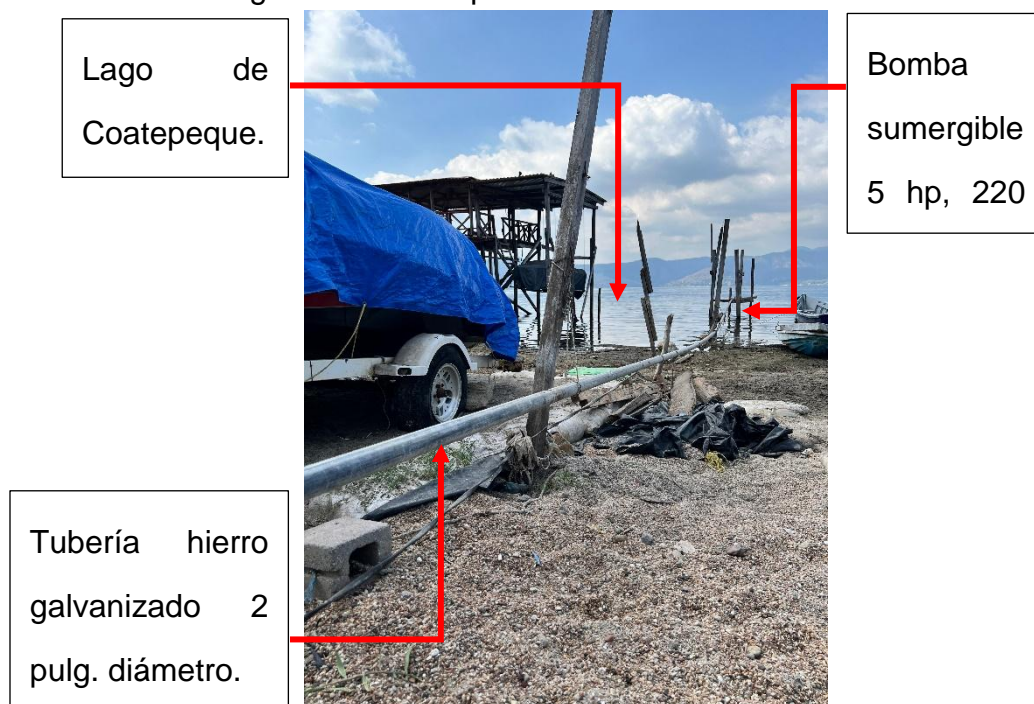 Lago de
Coatepeque.
Bomba
sumergible
5 hp, 220
Tubería hierro
galvanizado 2
pulg. diámetro.